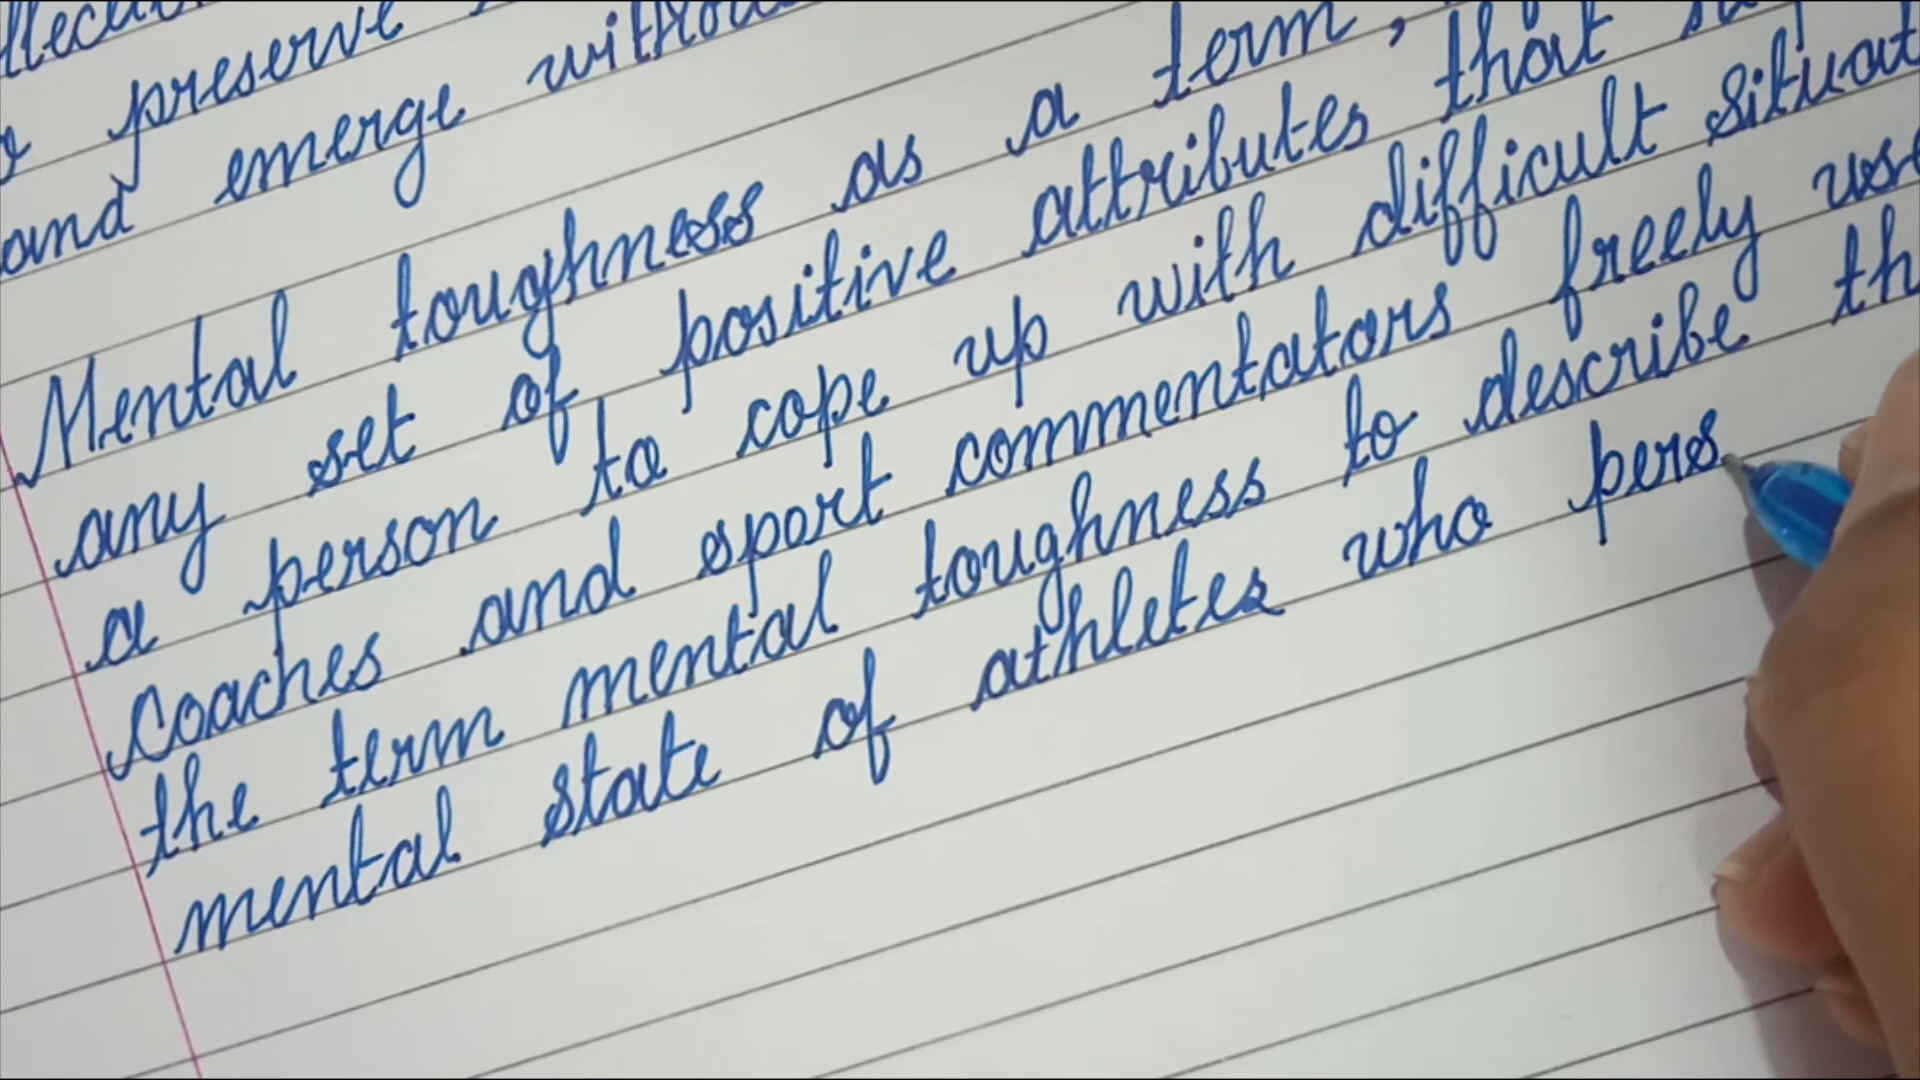 preserve
and emerge
Mental toughness as a term,
any set of positive attributes that
a person to cope up with difficult
Coaches and sport commentators freely
the term mental toughness to describe
mental state of athletes who pers